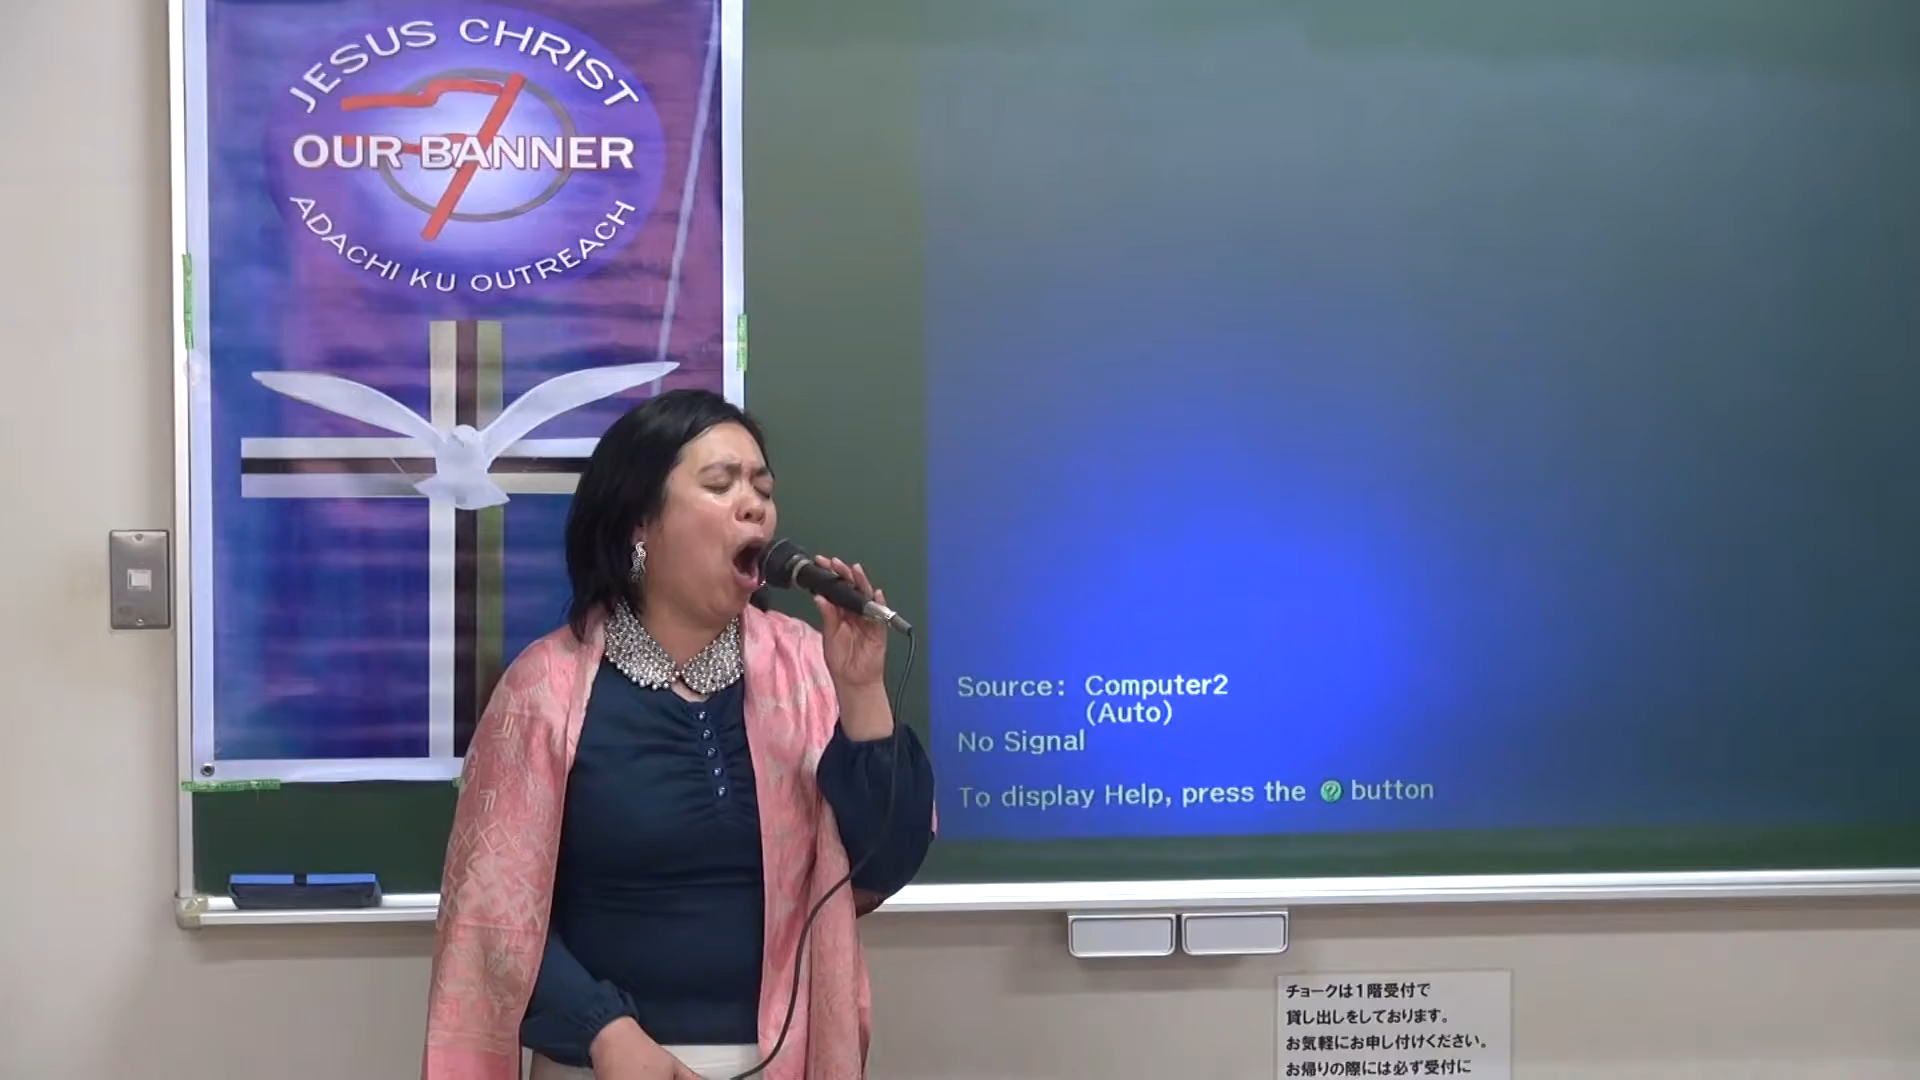 JESUS CHRIST
OUR BANNER
ADACHI KU OUTREACH
Source: Computer2
(Auto)
No Signal
To display Help, press the ? button
チョークは1階受付で
貸し出しをしております。
お気軽にお申し付けください。
お帰りの際には必ず受付に